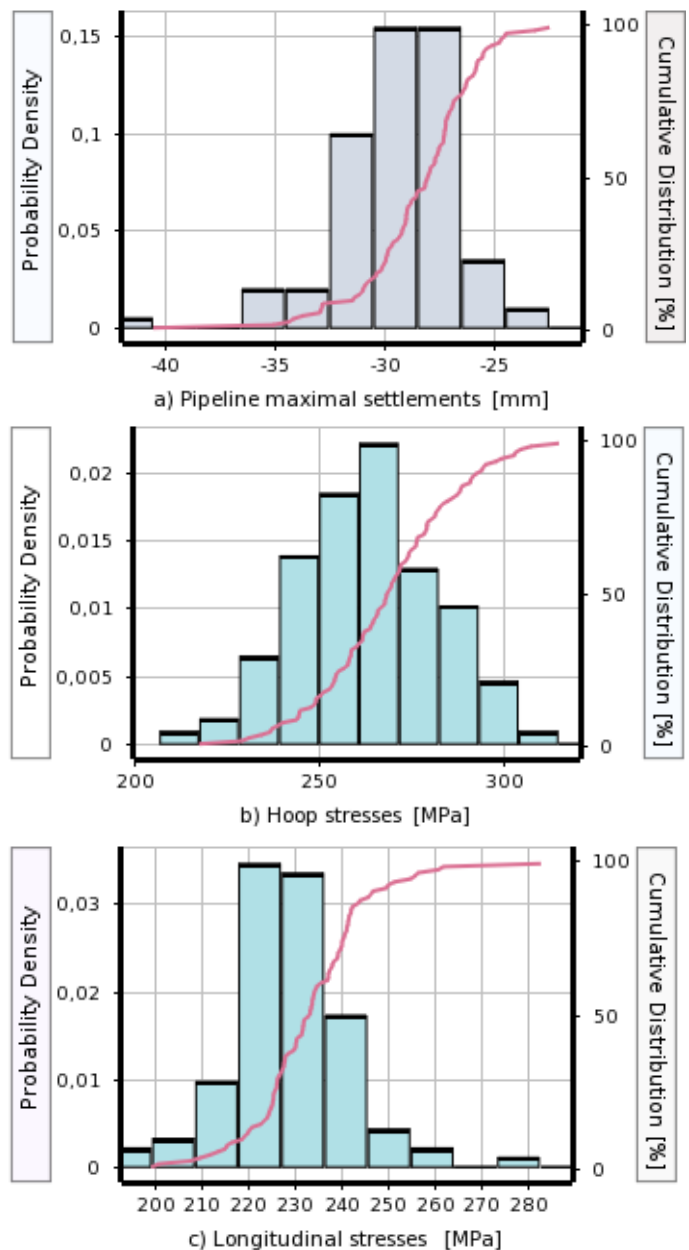 Probability Density
0,15
0,1
0,05
0
100
50
0
Cumulative Distribution [%]
-40 -35 -30 -25
a) Pipeline maximal settlements [mm]
Probability Density
0,02
0,015
0,01
0,005
0
100
50
0
Cumulative Distribution [%]
200 250 300
b) Hoop stresses [MPa]
Probability Density
0,03
0,02
0,01
0
100
50
0
Cumulative Distribution [%]
200 210 220 230 240 250 260 270 280
c) Longitudinal stresses [MPa]